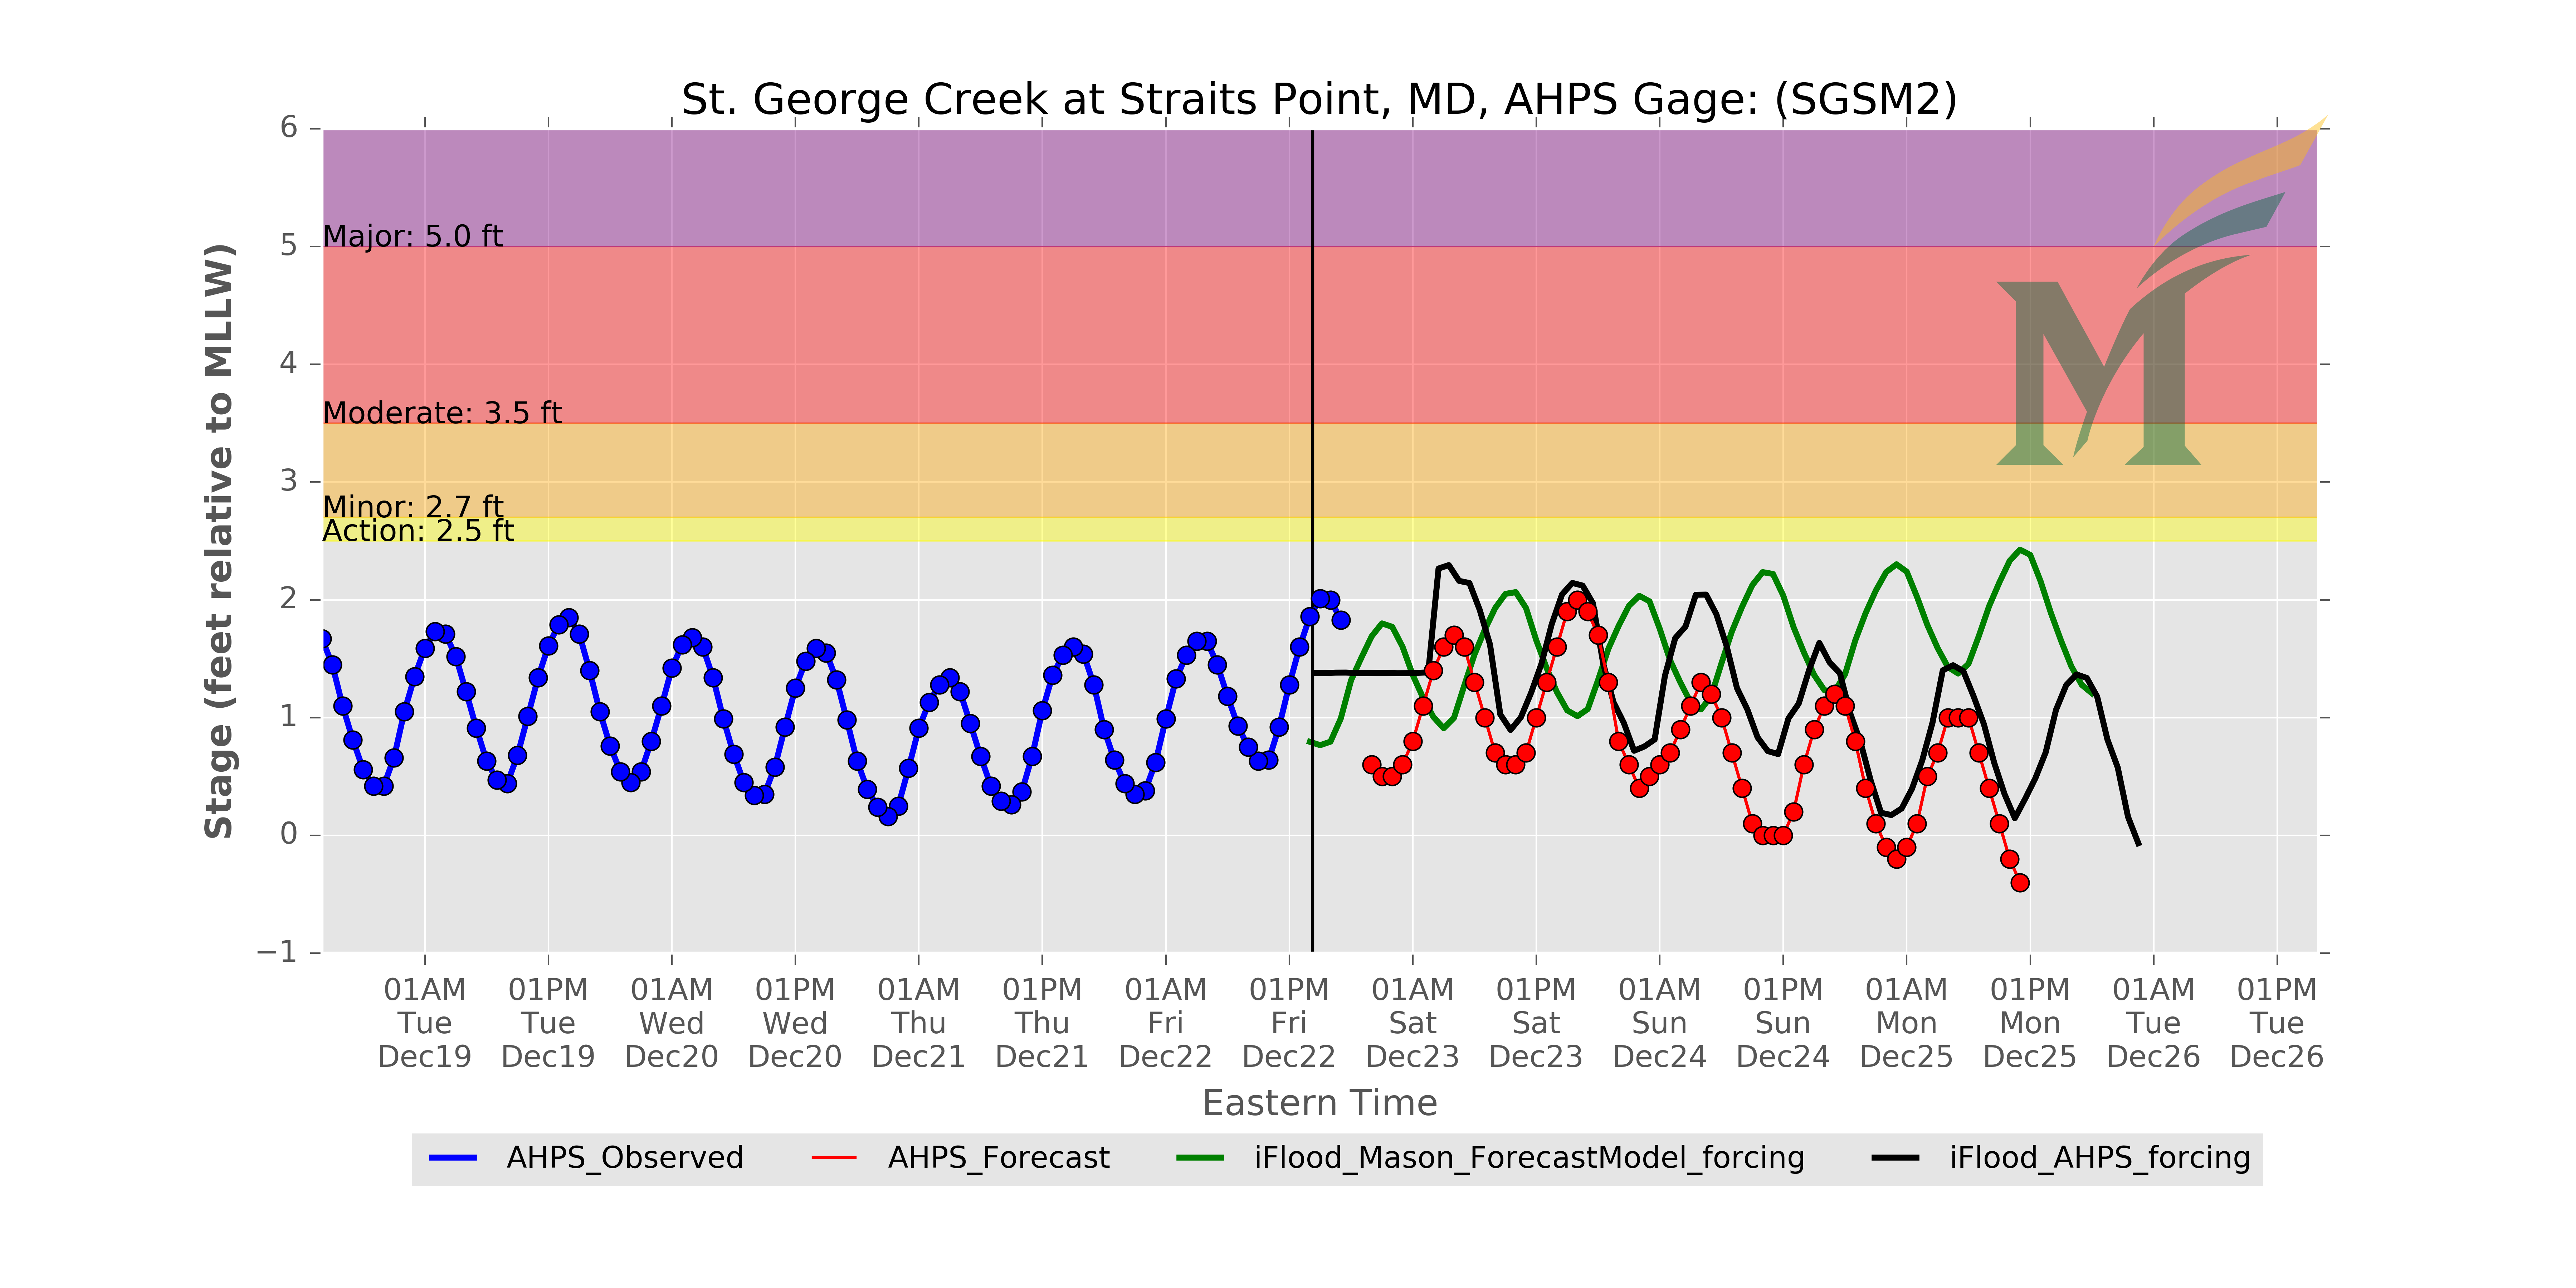 St. George Creek at Straits Point, MD, AHPS Gage: (SGSM2)
Stage (feet relative to MLLW)
6
5
4
3
2
1
0
−1
Major: 5.0 ft
Moderate: 3.5 ft
Minor: 2.7 ft
Action: 2.5 ft
M
01AM 01PM 01AM 01PM 01AM 01PM 01AM 01PM 01AM 01PM 01AM 01PM 01AM 01PM 01AM 01PM
Tue Tue Wed Wed Thu Thu Fri Fri Sat Sat Sun Sun Mon Mon Tue Tue
Dec19 Dec19 Dec20 Dec20 Dec21 Dec21 Dec22 Dec22 Dec23 Dec23 Dec24 Dec24 Dec25 Dec25 Dec26 Dec26
Eastern Time
AHPS_Observed AHPS_Forecast iFlood_Mason_ForecastModel_forcing iFlood_AHPS_forcing